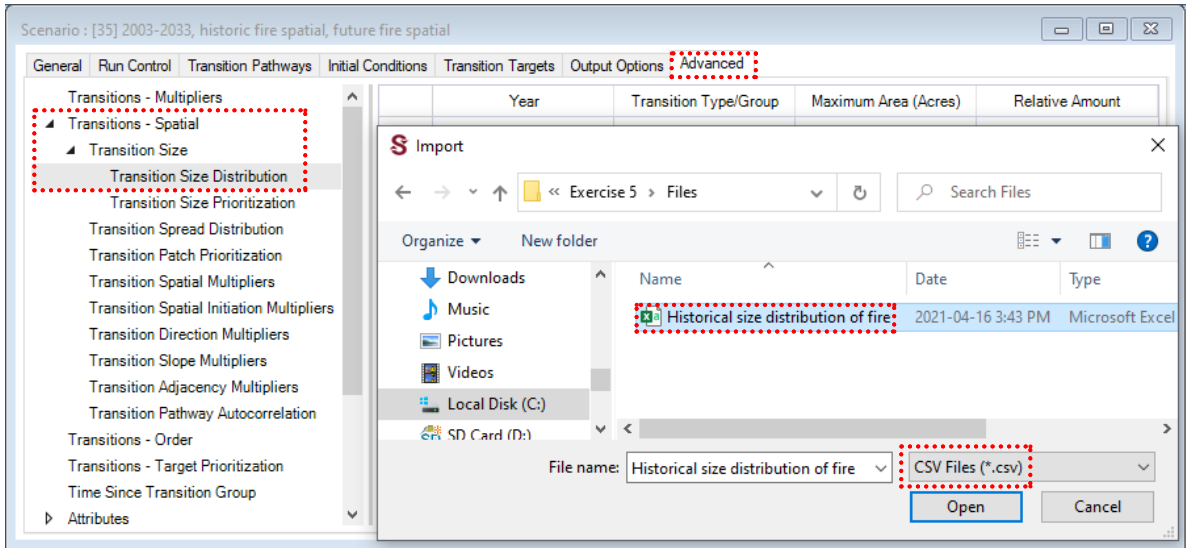 Scenario : [35] 2003-2033, historic fire spatial, future fire spatial
General Run Control Transition Pathways Initial Conditions Transition Targets Output Options Advanced
Transitions - Multipliers
Transitions - Spatial
Transition Size
Transition Size Distribution
Transition Size Prioritization
Transition Spread Distribution
Transition Patch Prioritization
Transition Spatial Multipliers
Transition Spatial Initiation Multipliers
Transition Direction Multipliers
Transition Slope Multipliers
Transition Adjacency Multipliers
Transition Pathway Autocorrelation
Transitions - Order
Transitions - Target Prioritization
Time Since Transition Group
Attributes
Year Transition Type/Group Maximum Area (Acres) Relative Amount
S Import
« Exercise 5 › Files
Search Files
Organize New folder
Downloads
Music
Pictures
Videos
Local Disk (C:)
SD Card (D:)
Name Date Type
Historical size distribution of fire 2021-04-16 3:43 PM Microsoft Excel
File name: Historical size distribution of fire CSV Files (*.csv)
Open Cancel